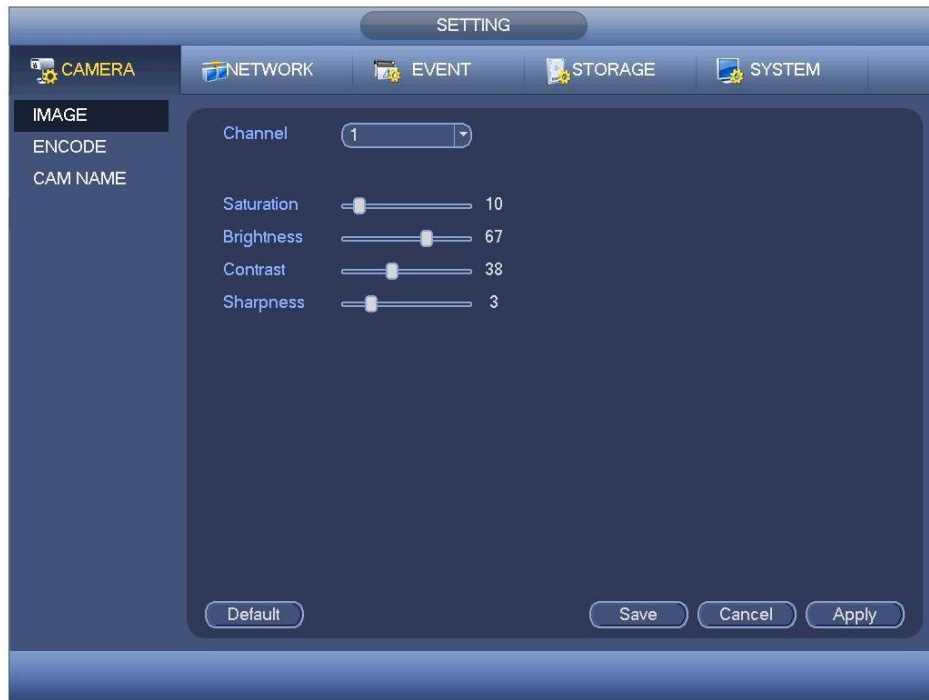 SETTING
CAMERA NETWORK EVENT STORAGE SYSTEM
IMAGE
ENCODE
CAM NAME
Channel 1
Saturation 10
Brightness 67
Contrast 38
Sharpness 3
Default Save Cancel Apply